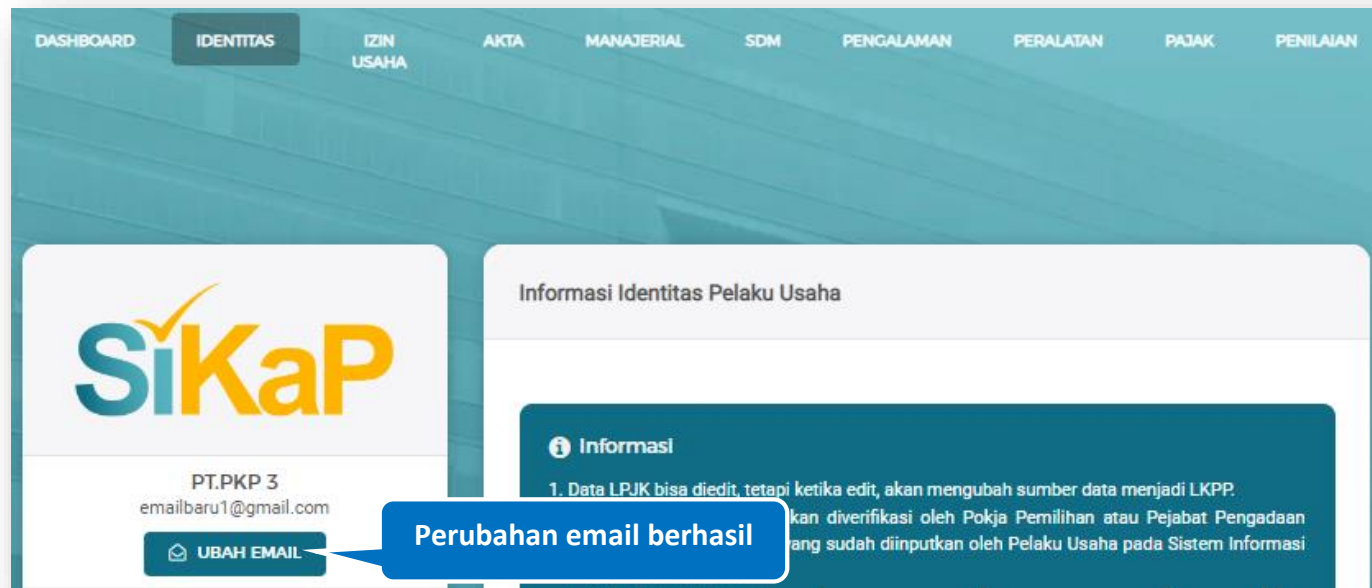 DASHBOARD IDENTITAS IZIN USAHA AKTA MANAJERIAL SDM PENGALAMAN PERALATAN PAJAK PENILAIAN
SiKaP
PT.PKP 3
emailbaru1@gmail.com
UBAH EMAIL
Perubahan email berhasil
Informasi Identitas Pelaku Usaha
Informasi
1. Data LPJK bisa diedit, tetapi ketika edit, akan mengubah sumber data menjadi LKPP.
diverifikasi oleh Pokja Pemilihan atau Pejabat Pengadaan
yang sudah diinputkan oleh Pelaku Usaha pada Sistem Informasi